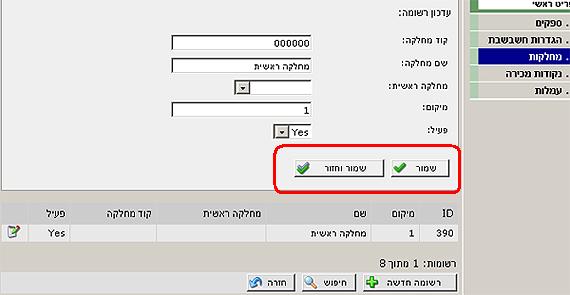 עדכון רשומה:
קוד מחלקה: 000000
שם מחלקה: מחלקה ראשית
מחלקה ראשית:
מיקום: 1
פעיל: Yes
שמור שמור וחזור
ID מיקום שם מחלקה ראשית קוד מחלקה פעיל
390 1 מחלקה ראשית Yes
רשומות: 1 מתוך 8
רשומה חדשה חיפוש חזרה
ראשי
. ספקים
. הגדרות חשבשבת
. מחלקות
. נקודות מכירה
. עמלות